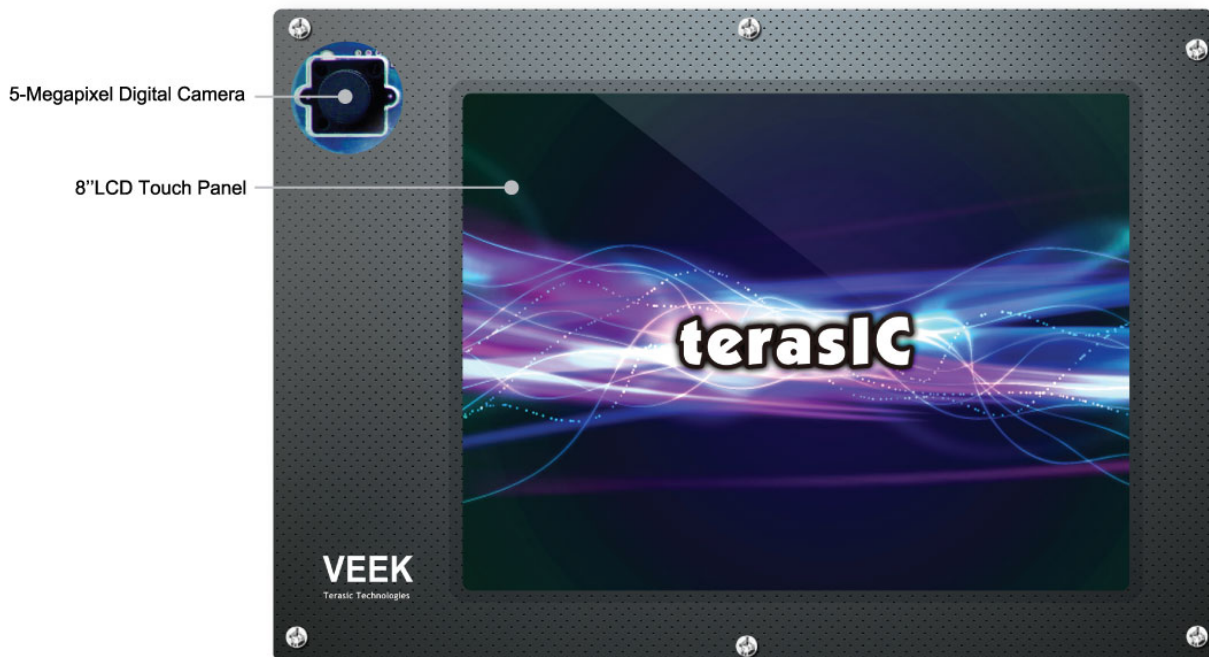 5-Megapixel Digital Camera
8’’LCD Touch Panel
terasIC
VEEK
Terasic Technologies